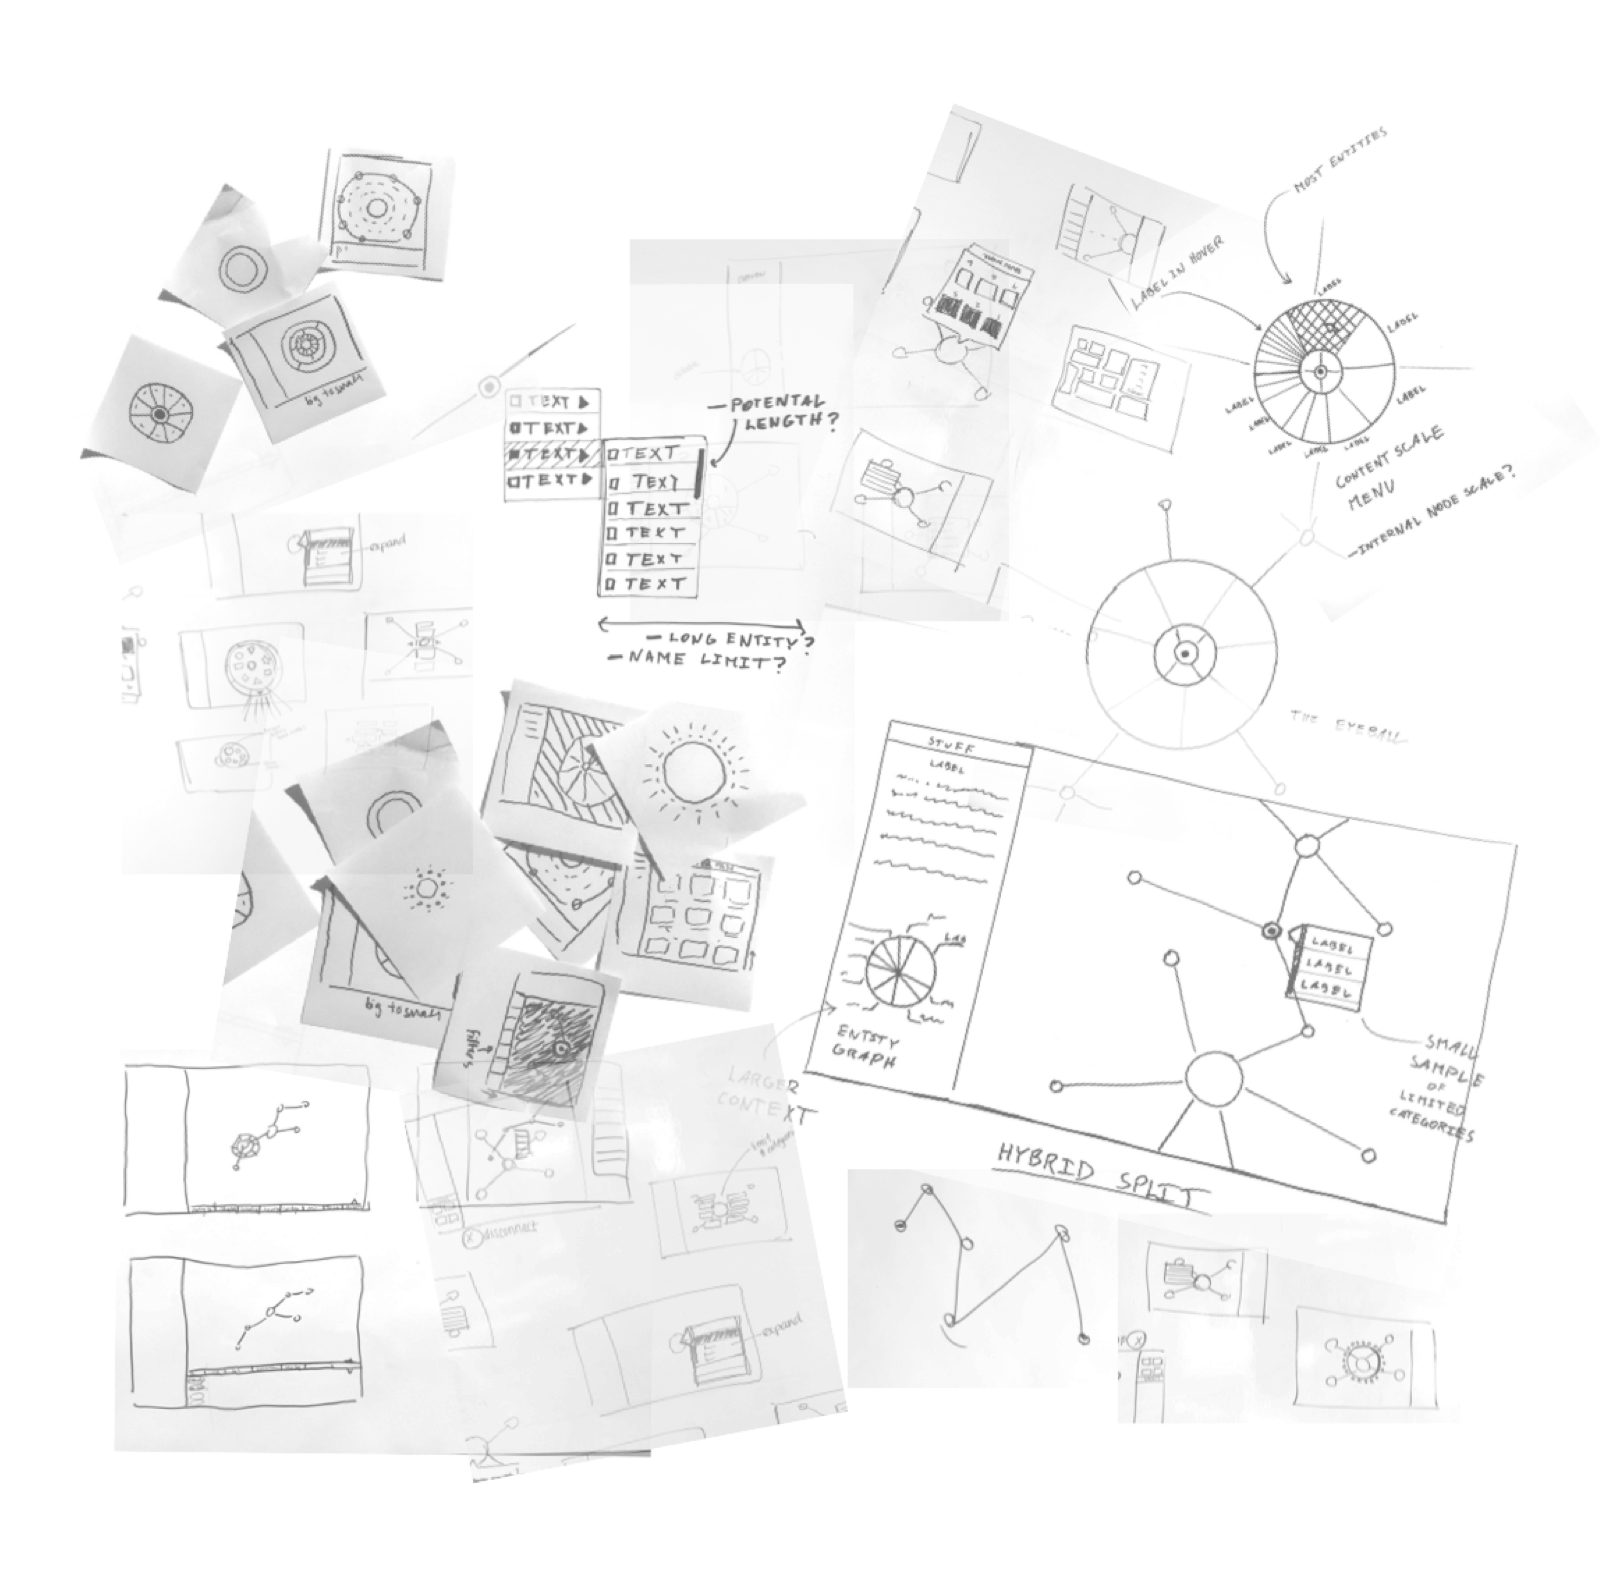 MOST ENTITIES
LABEL IN HOVER
LABEL
LABEL
LABEL
LABEL
LABEL
LABEL
LABEL
LABEL
CONTENT SCALE
MENU
- INTERNAL NODE SCALE?
big to small
TEXT
TEXT
TEXT
TEXT
- POTENTAL
LENGTH?
TEXT
TEXT
TEXT
TEXT
TEXT
TEXT
- LONG ENTITY?
- NAME LIMIT?
expand
THE EYEBALL
STUFF
LABEL
LABEL
LABEL
LABEL
ENTITY
GRAPH
SMALL
SAMPLE
OF
LIMITED
CATEGORIES
HYBRID SPLIT
big to small
filters
LARGER
CONTEXT
disconnect
expand